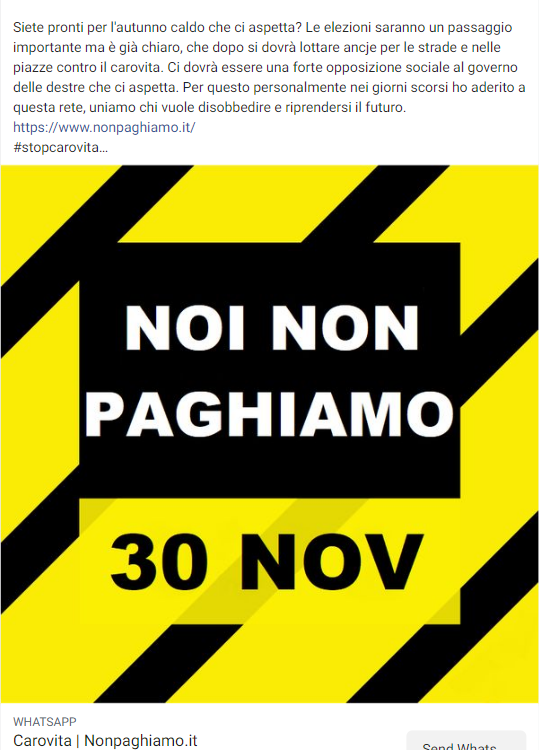 Siete pronti per l'autunno caldo che ci aspetta? Le elezioni saranno un passaggio
importante ma è già chiaro, che dopo si dovrà lottare ancje per le strade e nelle
piazze contro il carovita. Ci dovrà essere una forte opposizione sociale al governo
delle destre che ci aspetta. Per questo personalmente nei giorni scorsi ho aderito a
questa rete, uniamo chi vuole disobbedire e riprendersi il futuro.
https://www.nonpaghiamo.it/
#stopcarovita...
NOI NON
PAGHIAMO
30 NOV
WHATSAPP
Carovita | Nonpaghiamo.it
Send Whats